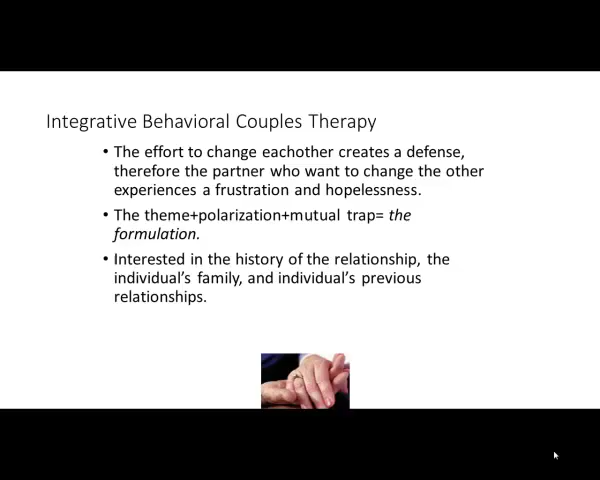 Integrative Behavioral Couples Therapy
• The effort to change eachother creates a defense,
therefore the partner who want to change the other
experiences a frustration and hopelessness.
• The theme+polarization+mutual trap= the
formulation.
• Interested in the history of the relationship, the
individual's family, and individual's previous
relationships.